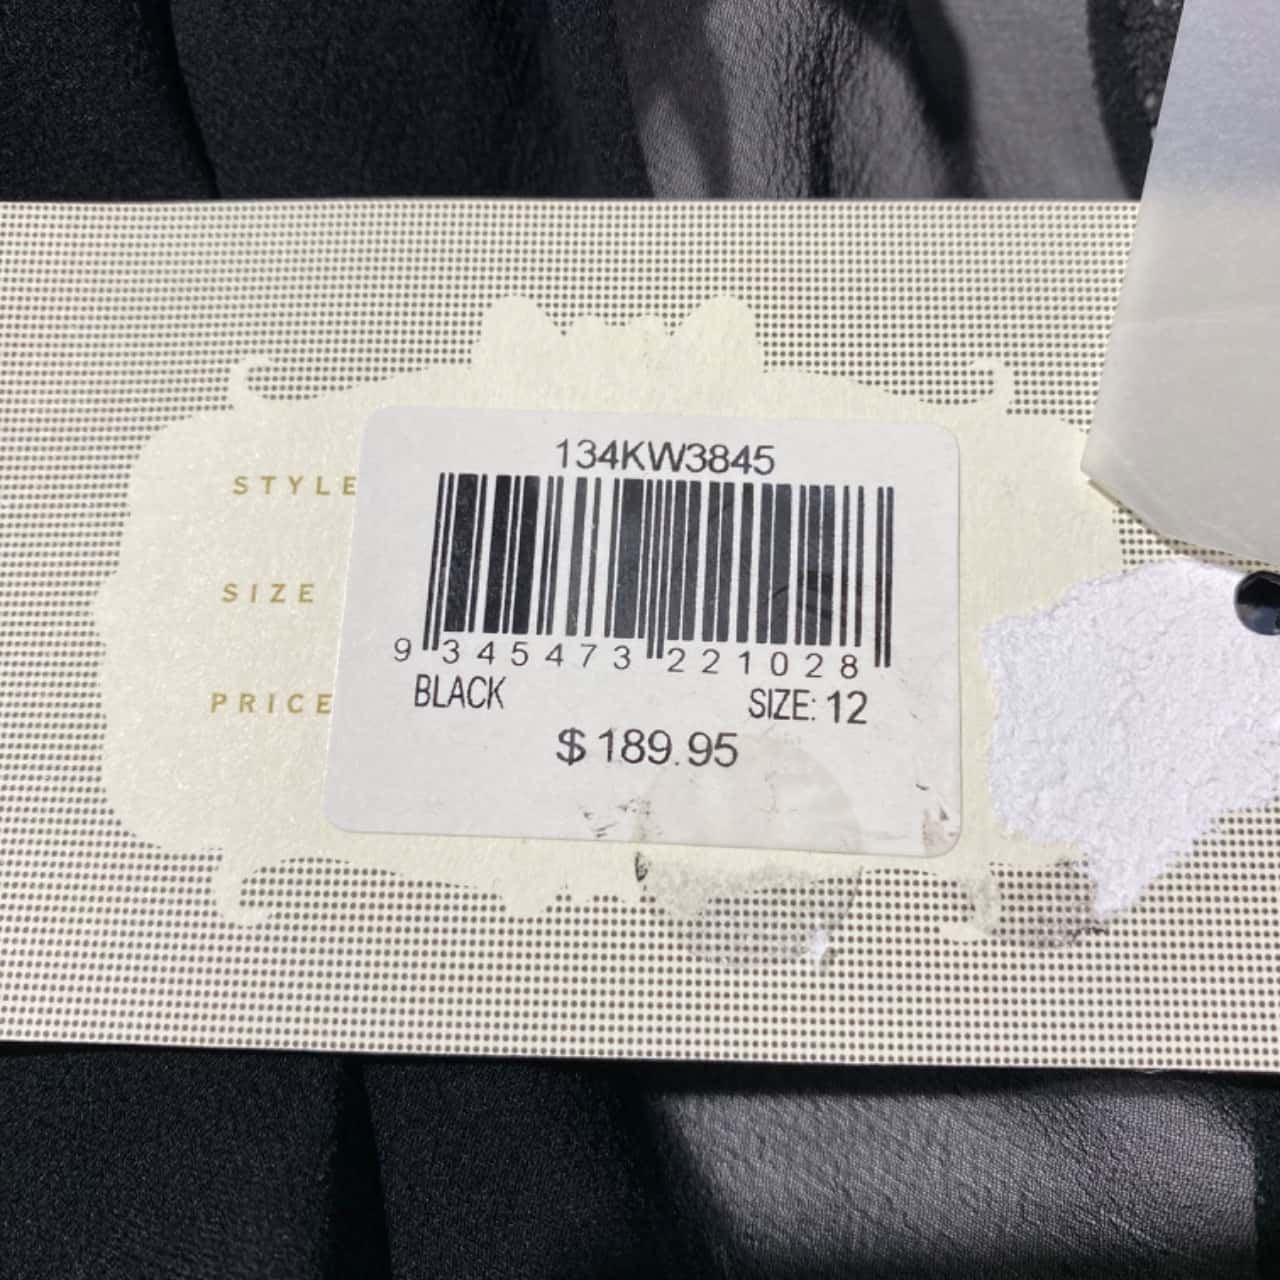 134KW3845
STYLE
SIZE
PRICE
9 345473 221028
BLACK SIZE: 12
$189.95